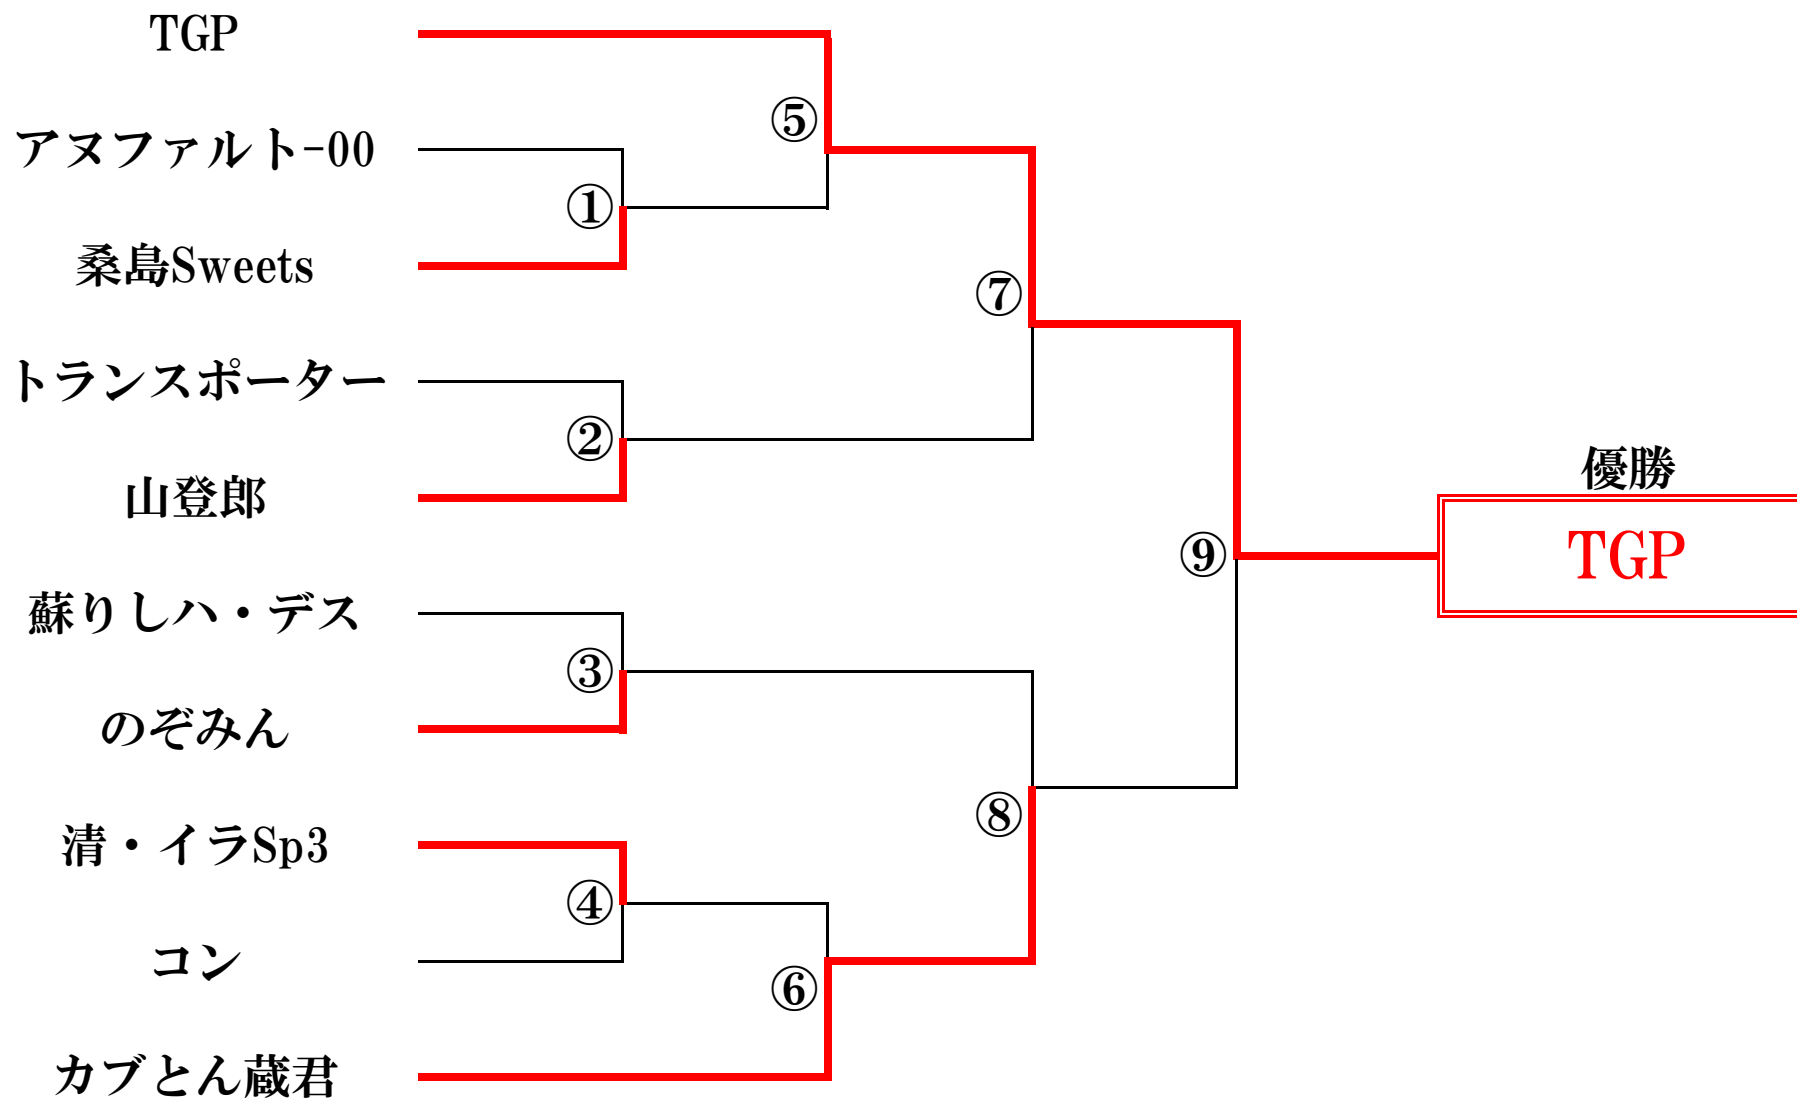 TGP
⑤
アヌファルト-00
①
桑島Sweets
⑦
トランスポーター
②
山登郎
優勝
TGP
⑨
蘇りしハ・デス
③
のぞみん
⑧
清・イラSp3
④
コン
⑥
カブとん蔵君